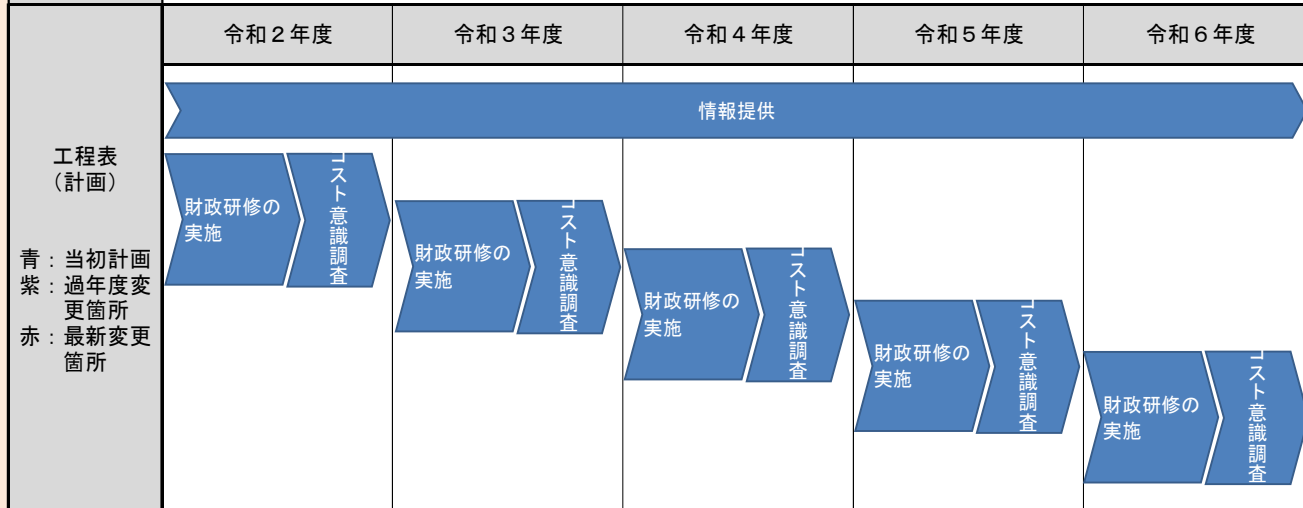 令和２年度
令和３年度
令和４年度
令和５年度
令和６年度
工程表
（計画）
青：当初計画
紫：過年度変
更箇所
赤：最新変更
箇所
情報提供
財政研修の
実施
コスト意識調査
財政研修の
実施
コスト意識調査
財政研修の
実施
コスト意識調査
財政研修の
実施
コスト意識調査
財政研修の
実施
コスト意識調査